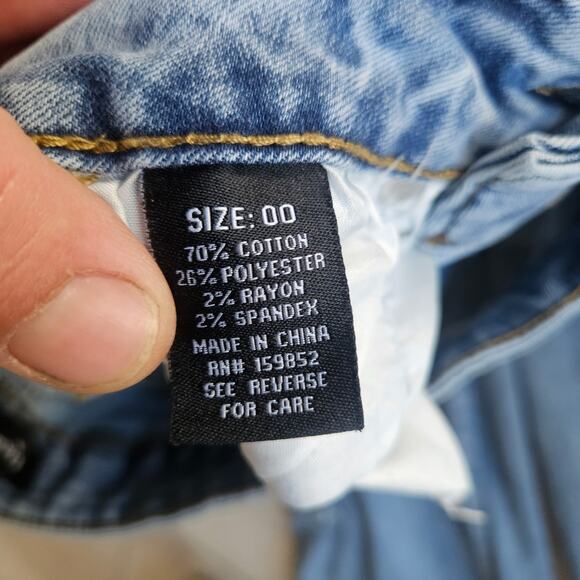 SIZE: 00
70% COTTON
26% POLYESTER
2% RAYON
2% SPANDEX
MADE IN CHINA
RN# 159852
SEE REVERSE
FOR CARE